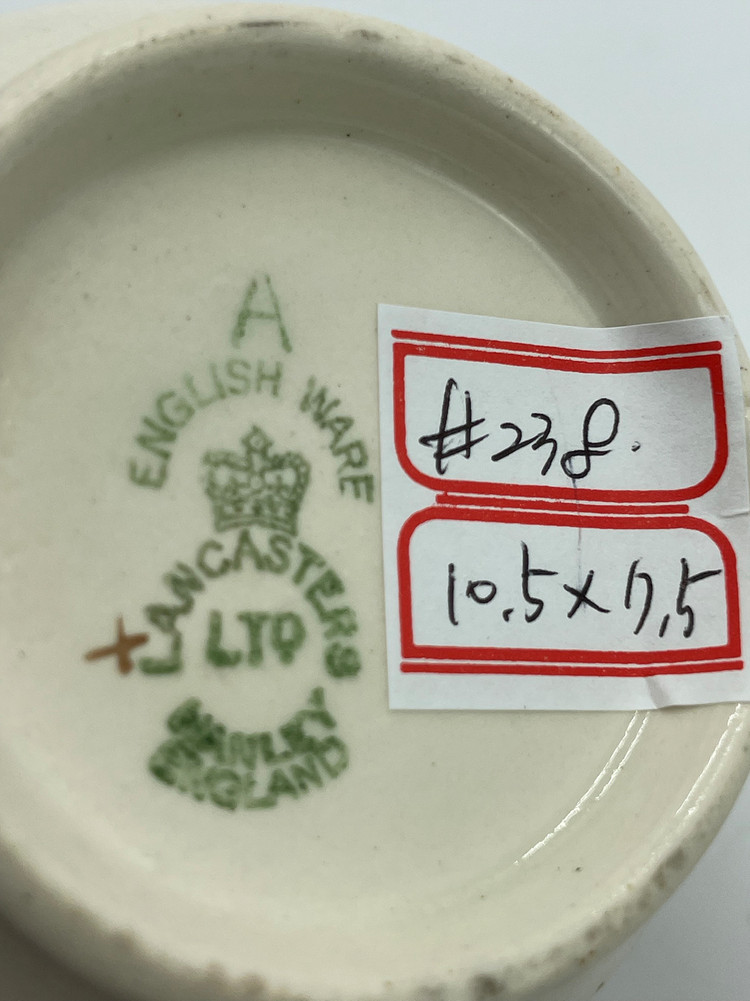 A
ENGLISH WARE
LANCASTERS
LTD
HANLEY
ENGLAND
#238.
10.5×7.5